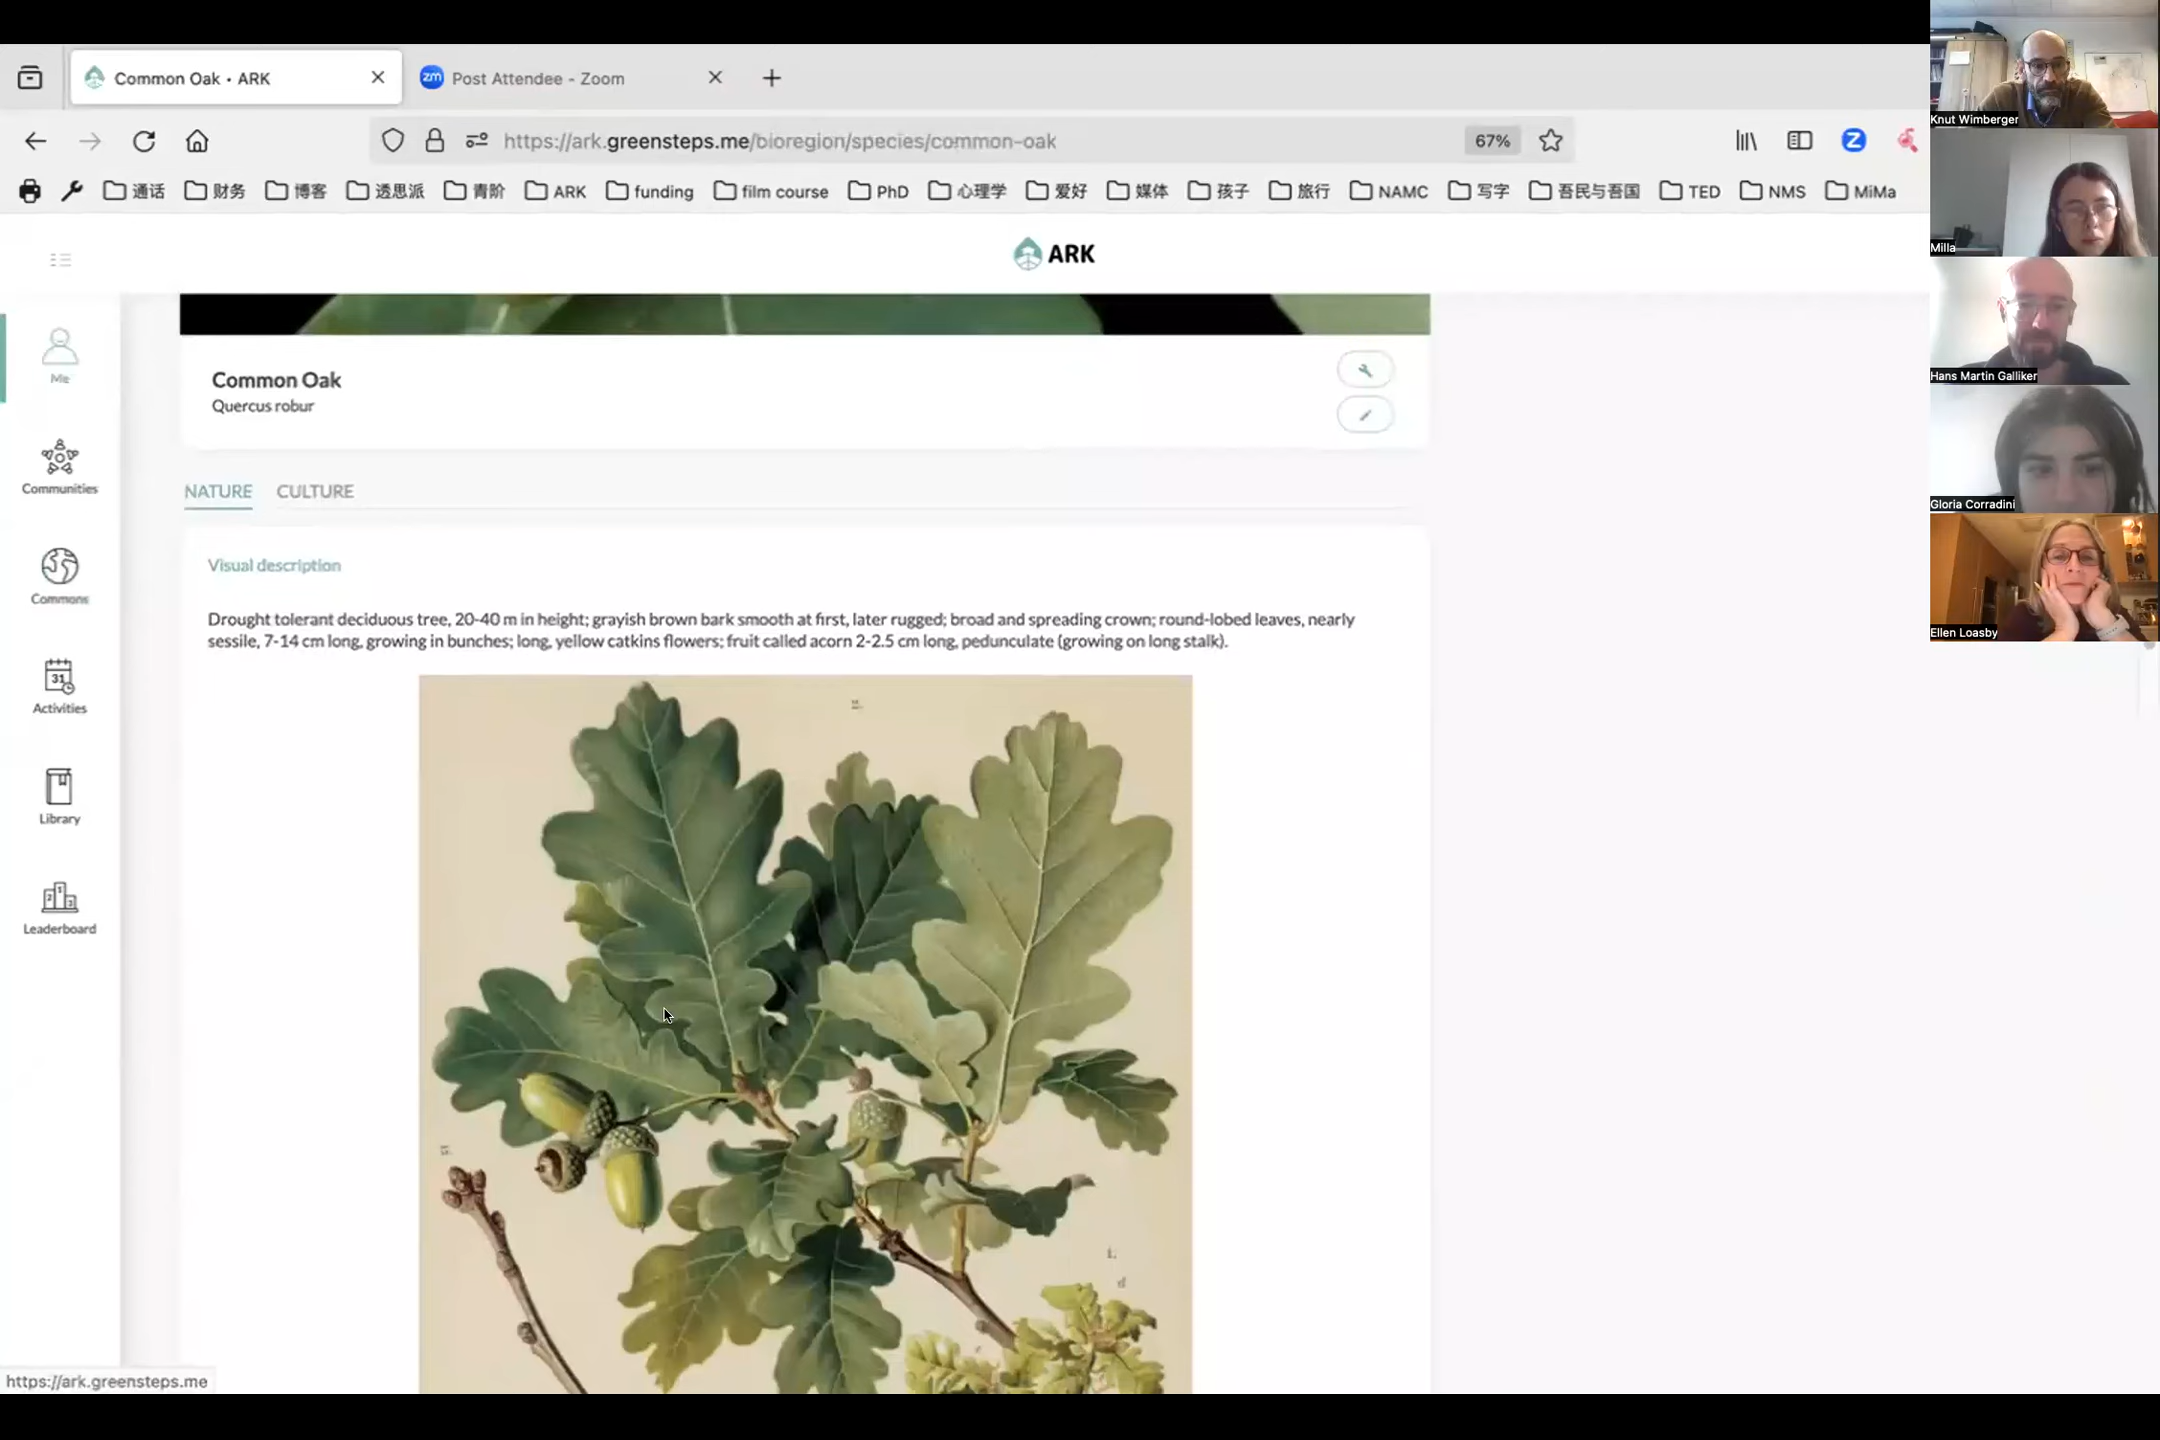 Common Oak • ARK
zm Post Attendee - Zoom
https://ark.greensteps.me/bioregion/species/common-oak
67%
Z
通话 财务 博客 透思派 青阶 ARK funding film course PhD 心理学 爱好 媒体 孩子 旅行 NAMC 写字 吾民与吾国 TED NMS MiMa
ARK
Me
Communities
Commons
31
Activities
Library
2 1 3
Leaderboard
Common Oak
Quercus robur
NATURE CULTURE
Visual description
Drought tolerant deciduous tree, 20-40 m in height; grayish brown bark smooth at first, later rugged; broad and spreading crown; round-lobed leaves, nearly
sessile, 7-14 cm long, growing in bunches; long, yellow catkins flowers; fruit called acorn 2-2.5 cm long, pedunculate (growing on long stalk).
https://ark.greensteps.me
Knut Wimberger
Milla
Hans Martin Galliker
Gloria Corradini
Ellen Loasby